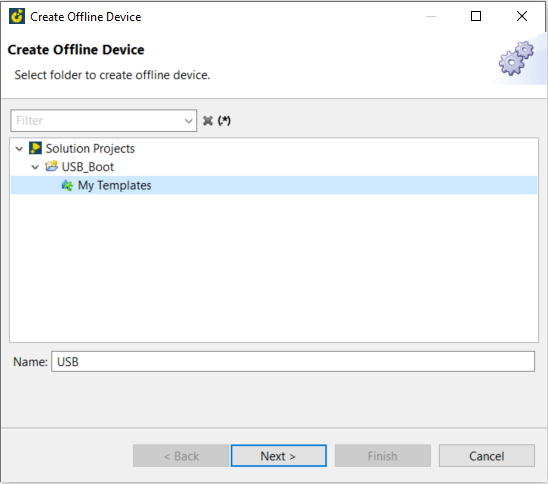 Create Offline Device
Create Offline Device
Select folder to create offline device.
Filter
(.*)
Solution Projects
USB_Boot
My Templates
Name: USB
< Back Next > Finish Cancel